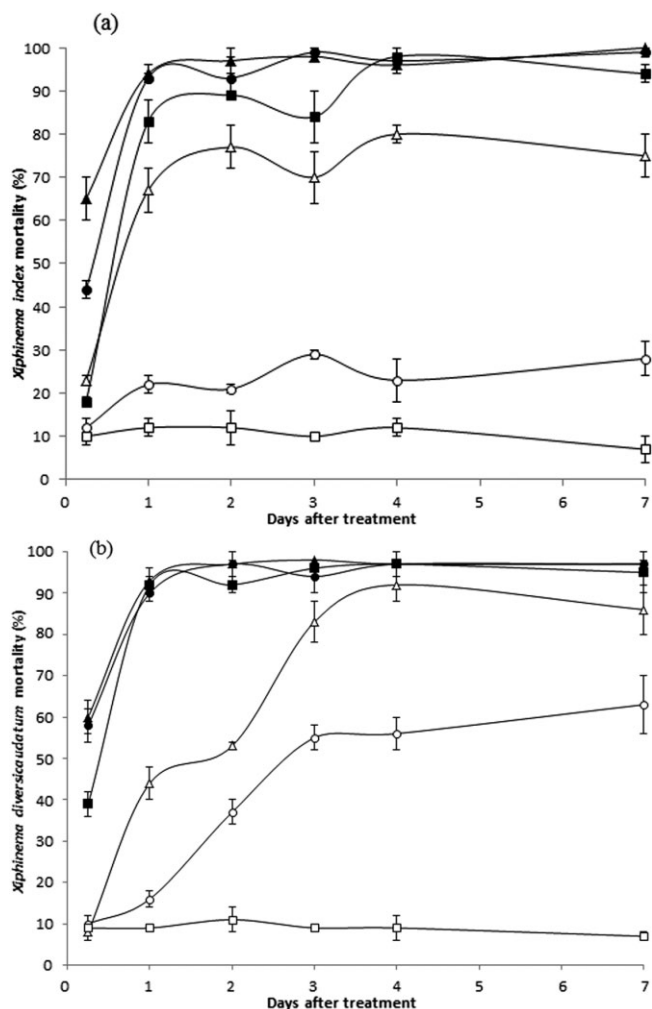 (a)
Xiphinema index mortality (%)
100
90
80
70
60
50
40
30
20
10
0
0 1 2 3 4 5 6 7
Days after treatment
(b)
Xiphinema diversicaudatum mortality (%)
100
90
80
70
60
50
40
30
20
10
0
0 1 2 3 4 5 6 7
Days after treatment